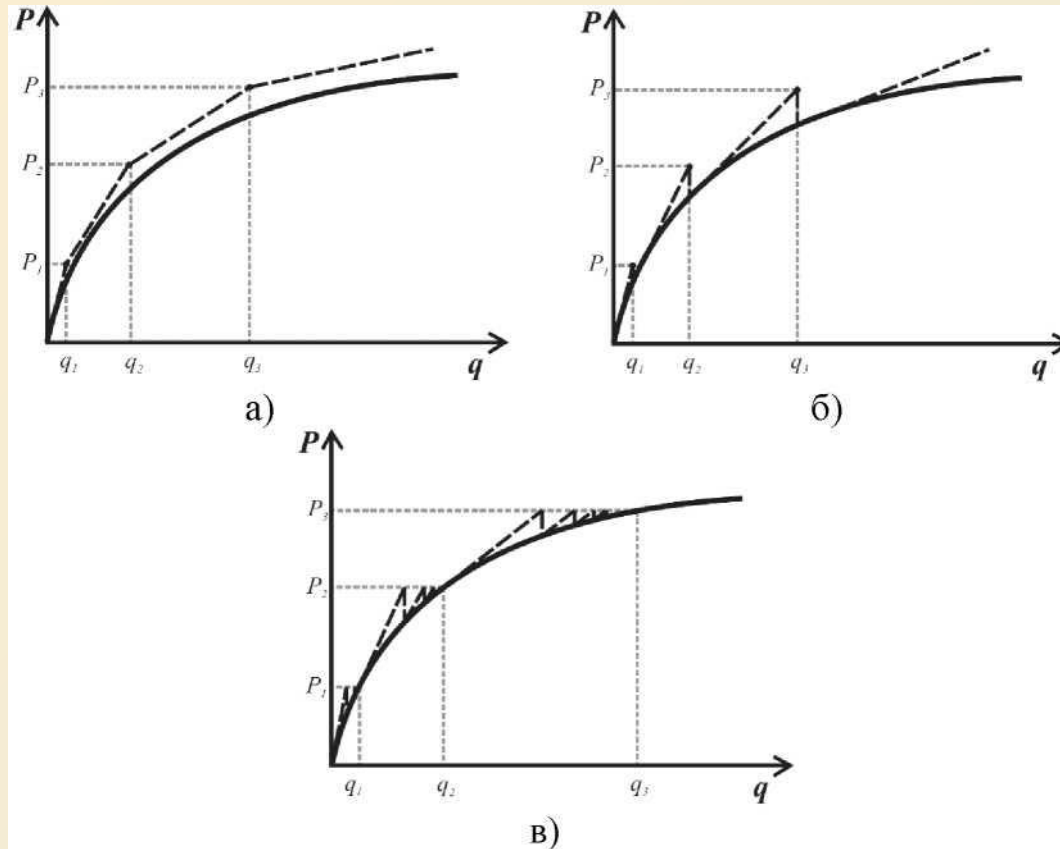 P
P₃
P₂
P₁
q₁ q₂ q₃
q
а)
P
P₃
P₂
P₁
q₁ q₂ q₃
q
б)
P
P₃
P₂
P₁
q₁ q₂ q₃
q
в)